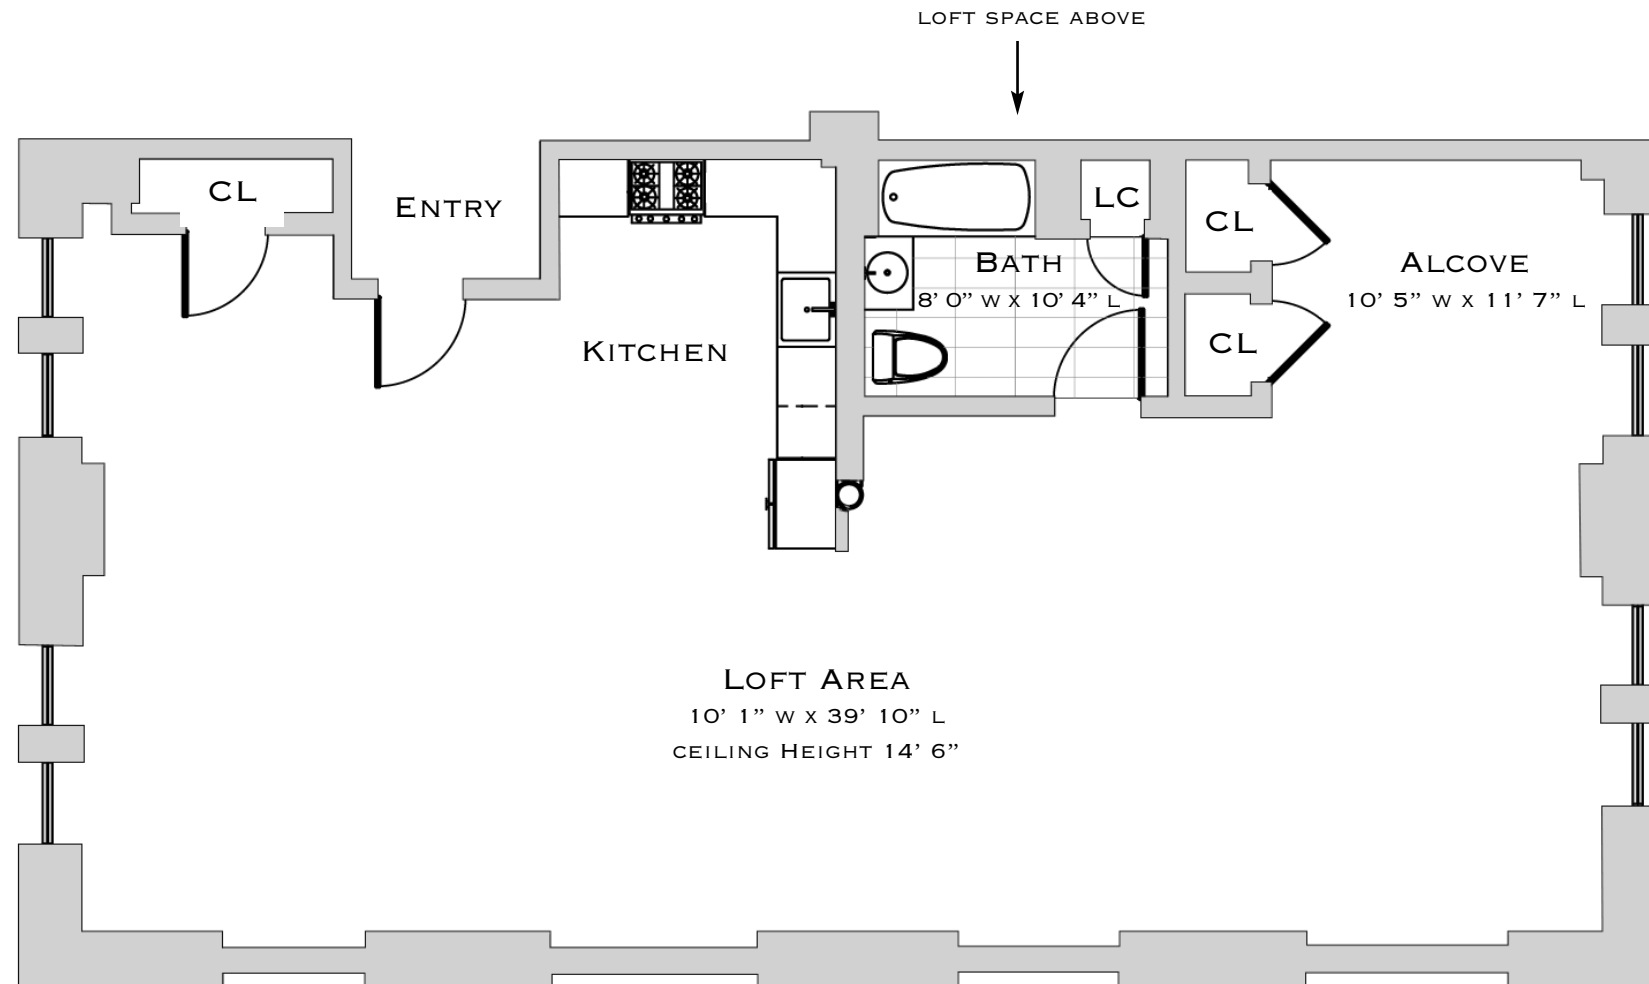 LOFT SPACE ABOVE
CL
ENTRY
LC
CL
BATH
8' 0" W X 10' 4" L
ALCOVE
10' 5" W X 11' 7" L
KITCHEN
CL
LOFT AREA
10' 1" W X 39' 10" L
CEILING HEIGHT 14' 6"